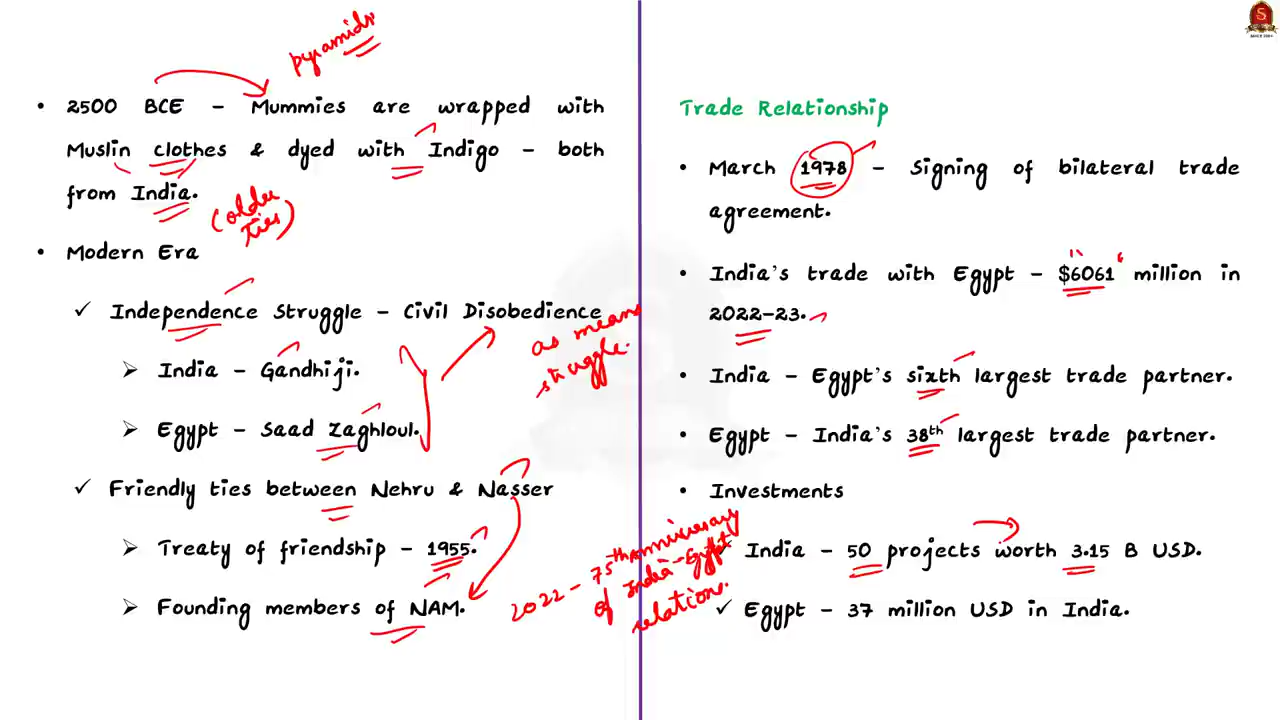 pyramids
• 2500 BCE – Mummies are wrapped with
Muslin clothes & dyed with Indigo – both
from India.
(older
ties)
• Modern Era
✓ Independence Struggle – Civil Disobedience
➢ India – Gandhiji.
➢ Egypt – Saad Zaghloul.
as means
struggle.
✓ Friendly ties between Nehru & Nasser
➢ Treaty of friendship – 1955.
➢ Founding members of NAM.
2022 – 75th anniversary
of India – Egypt
relation.
Trade Relationship
• March 1978 – Signing of bilateral trade
agreement.
• India's trade with Egypt – $6061 million in
2022-23.
• India – Egypt's sixth largest trade partner.
• Egypt – India's 38th largest trade partner.
• Investments
✓ India – 50 projects worth 3.15 B USD.
✓ Egypt – 37 million USD in India.
S